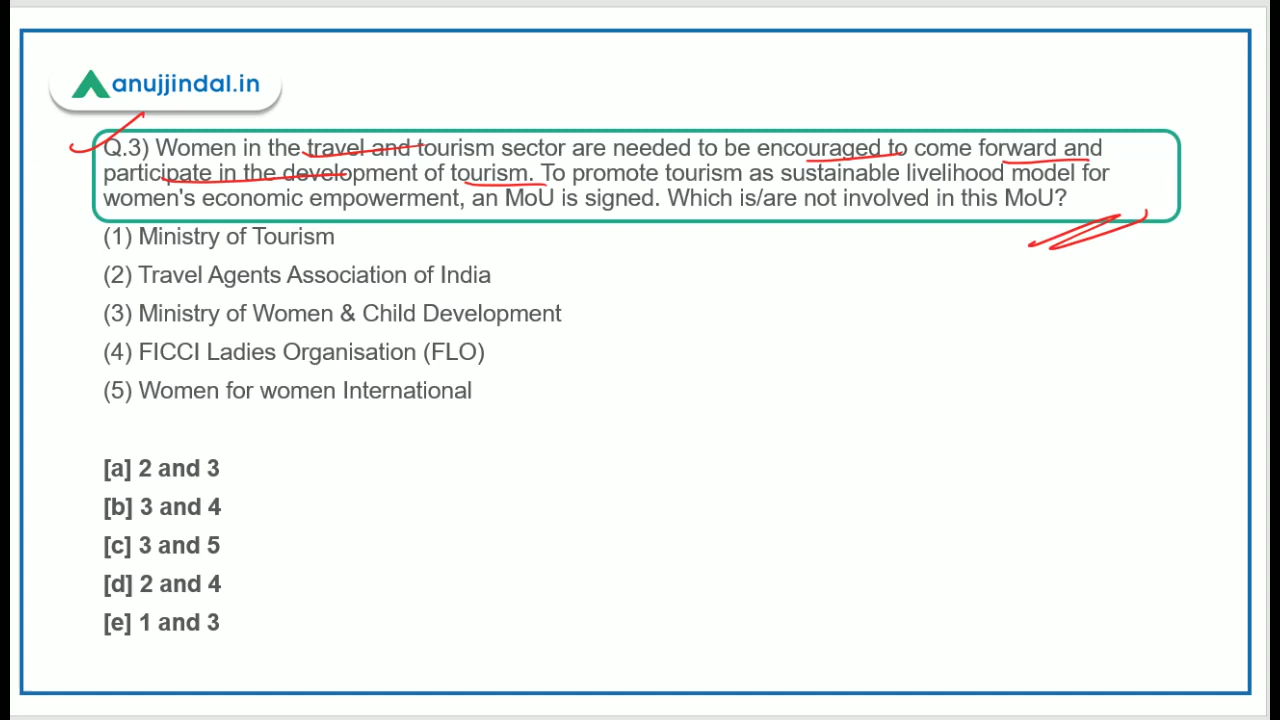 anujjindal.in
Q.3) Women in the travel and tourism sector are needed to be encouraged to come forward and
participate in the development of tourism. To promote tourism as sustainable livelihood model for
women's economic empowerment, an MoU is signed. Which is/are not involved in this MoU?
(1) Ministry of Tourism
(2) Travel Agents Association of India
(3) Ministry of Women & Child Development
(4) FICCI Ladies Organisation (FLO)
(5) Women for women International
[a] 2 and 3
[b] 3 and 4
[c] 3 and 5
[d] 2 and 4
[e] 1 and 3